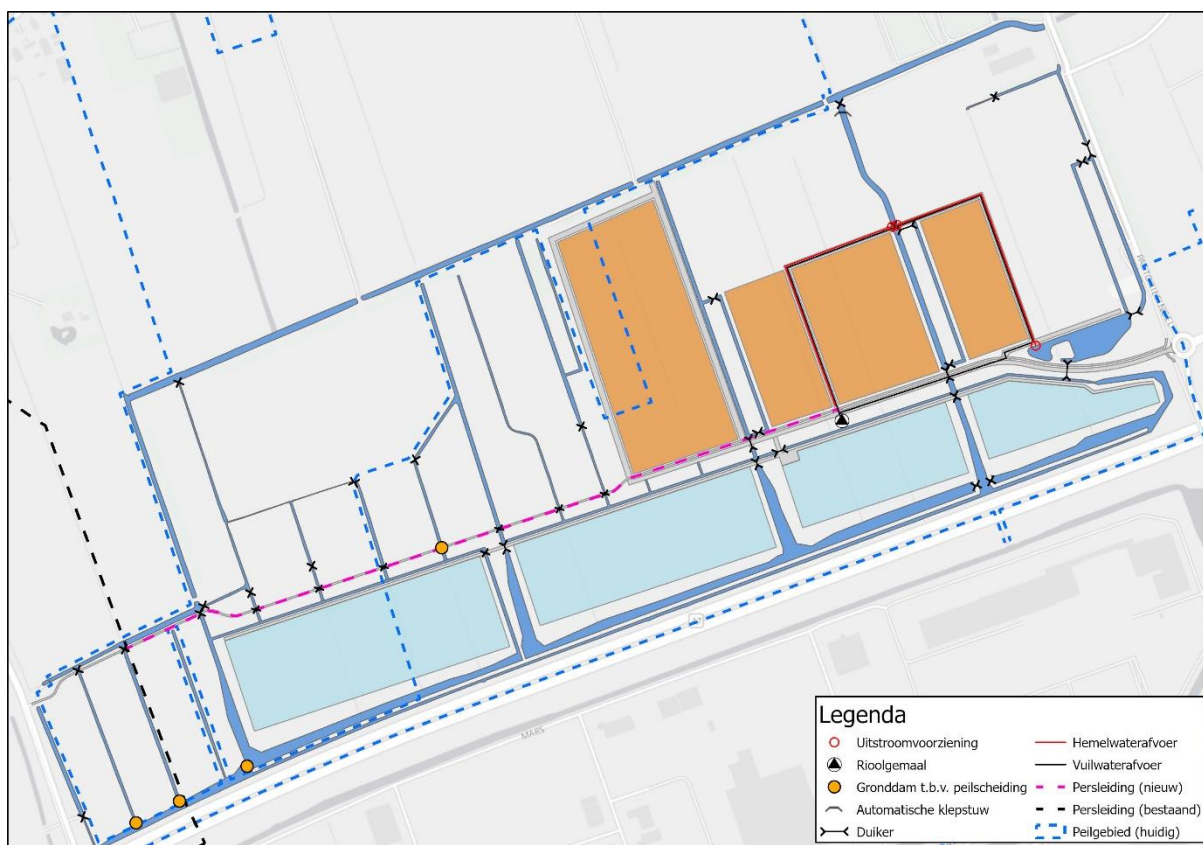 MARS
Legenda
Uitstroomvoorziening
Rioolgemaal
Gronddam t.b.v. peilscheiding
Automatische klepstuw
Duiker
Hemelwaterafvoer
Vuilwaterafvoer
Persleiding (nieuw)
Persleiding (bestaand)
Peilgebied (huidig)